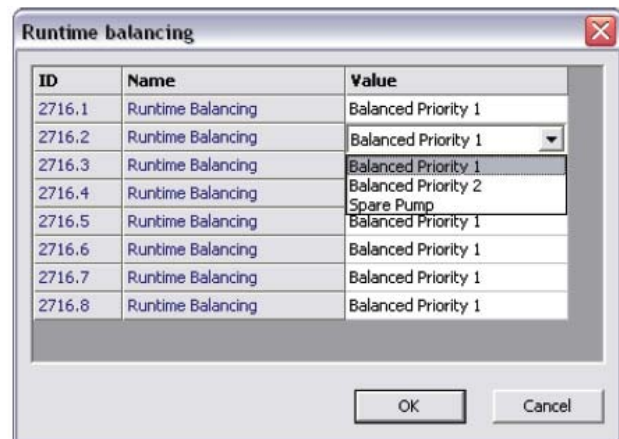 Runtime balancing
ID Name Value
2716.1 Runtime Balancing Balanced Priority 1
2716.2 Runtime Balancing Balanced Priority 1
2716.3 Runtime Balancing Balanced Priority 1
2716.4 Runtime Balancing Balanced Priority 2
Spare Pump
2716.5 Runtime Balancing Balanced Priority 1
2716.6 Runtime Balancing Balanced Priority 1
2716.7 Runtime Balancing Balanced Priority 1
2716.8 Runtime Balancing Balanced Priority 1
OK Cancel